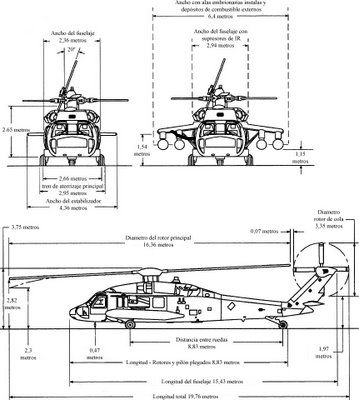 Ancho con alas embrionarias instalas y
depósitos de combustible externos
6,4 metros
Ancho del fuselaje
2,36 metros
20°
Ancho del fuselaje con
supresores de IR
2,94 metros
2.65 metros
1,54
metros
1,15
metros
2,66 metros
tren de aterrizaje principal
2,95 metros
Ancho del estabilizador
4,36 metros
3,75 metros
Diametro del rotor principal
16,36 metros
0,07 metros
Diametro
rotor de cola
3,35 metros
2,82
metros
2,3
metros
0,47
metros
Distancia entre ruedas
8,83 metros
1,97
metros
Longitud - Rotores y pilón plegados 8,83 metros
Longitud del fuselaje 15,43 metros
Longitud total 19,76 metros